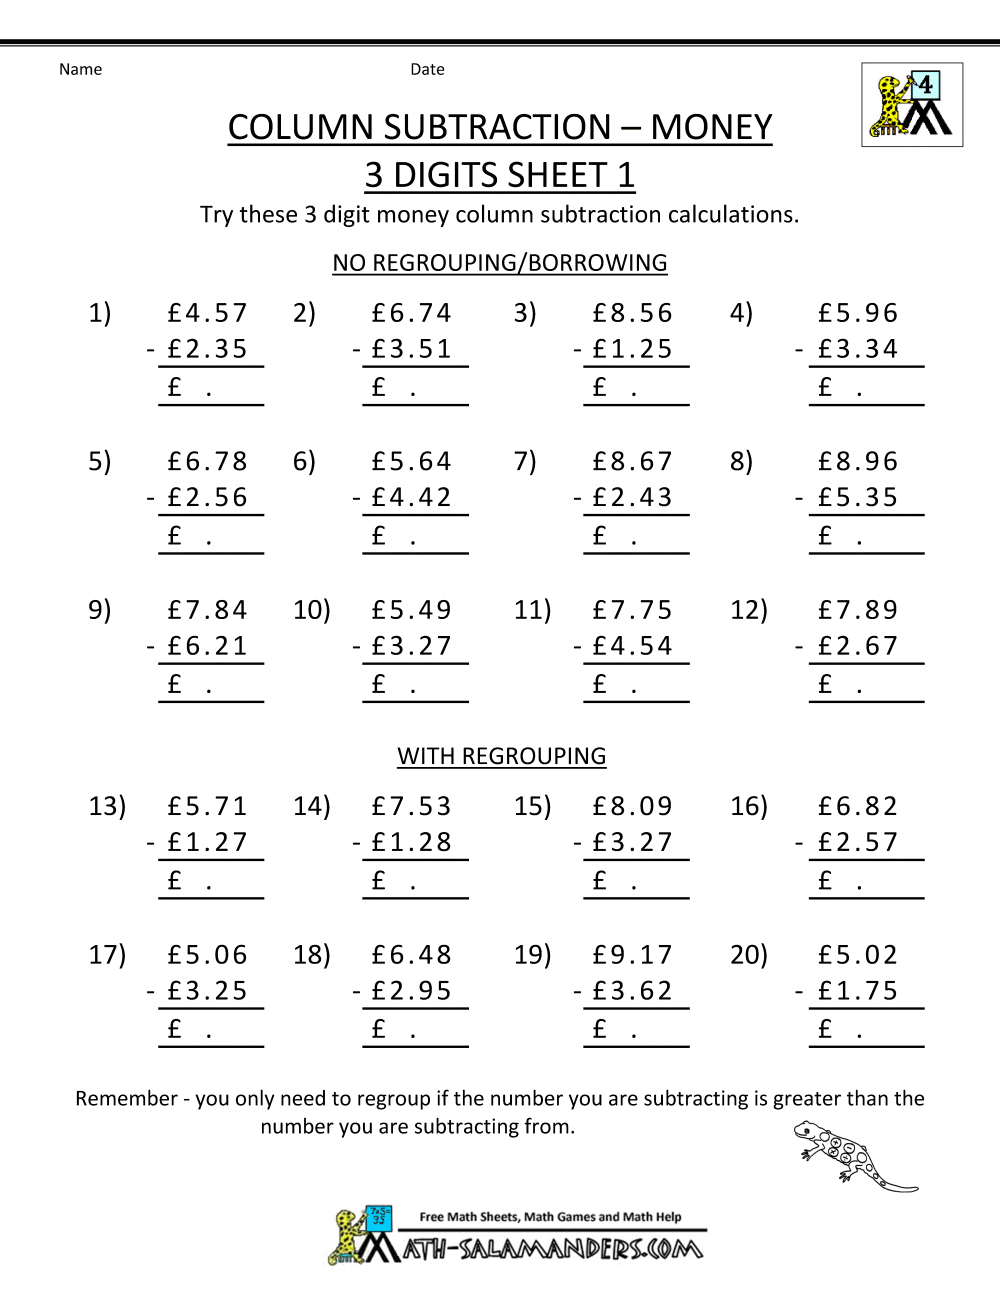 Name Date
4
COLUMN SUBTRACTION – MONEY
3 DIGITS SHEET 1
Try these 3 digit money column subtraction calculations.
NO REGROUPING/BORROWING
1) £4.57 2) £6.74 3) £8.56 4) £5.96
- £2.35 - £3.51 - £1.25 - £3.34
£ . £ . £ . £ .
5) £6.78 6) £5.64 7) £8.67 8) £8.96
- £2.56 - £4.42 - £2.43 - £5.35
£ . £ . £ . £ .
9) £7.84 10) £5.49 11) £7.75 12) £7.89
- £6.21 - £3.27 - £4.54 - £2.67
£ . £ . £ . £ .
WITH REGROUPING
13) £5.71 14) £7.53 15) £8.09 16) £6.82
- £1.27 - £1.28 - £3.27 - £2.57
£ . £ . £ . £ .
17) £5.06 18) £6.48 19) £9.17 20) £5.02
- £3.25 - £2.95 - £3.62 - £1.75
£ . £ . £ . £ .
Remember - you only need to regroup if the number you are subtracting is greater than the
number you are subtracting from.
7x5=
35
Free Math Sheets, Math Games and Math Help
MATH-SALAMANDERS.COM